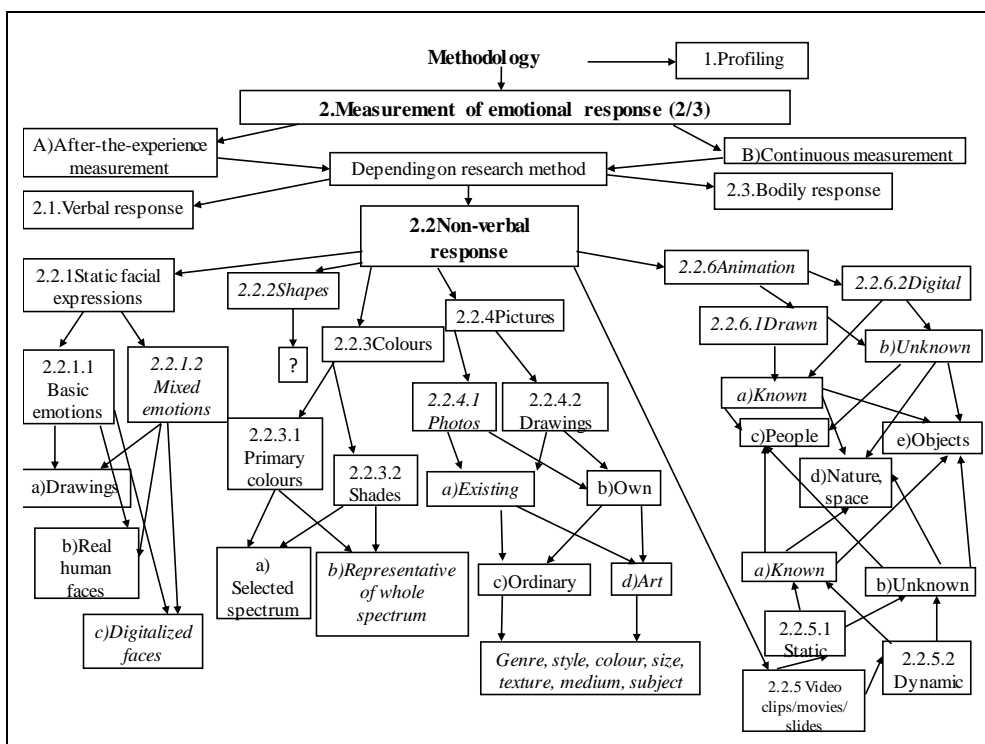 Methodology
1.Profiling
2.Measurement of emotional response (2/3)
A)After-the-experience
measurement
B)Continuous measurement
Depending on research method
2.1.Verbal response
2.3.Bodily response
2.2Non-verbal
response
2.2.1Static facial
expressions
2.2.2Shapes
?
2.2.3Colours
2.2.4Pictures
2.2.6Animation
2.2.6.2Digital
2.2.6.1Drawn
b)Unknown
a)Known
c)People
e)Objects
d)Nature,
space
2.2.1.1
Basic
emotions
2.2.1.2
Mixed
emotions
a)Drawings
b)Real
human
faces
c)Digitalized
faces
2.2.3.1
Primary
colours
2.2.3.2
Shades
a)
Selected
spectrum
b)Representative
of whole
spectrum
2.2.4.1
Photos
2.2.4.2
Drawings
a)Existing
b)Own
c)Ordinary
d)Art
Genre, style, colour, size,
texture, medium, subject
a)Known
b)Unknown
2.2.5.1
Static
2.2.5.2
Dynamic
2.2.5 Video
clips/movies/
slides